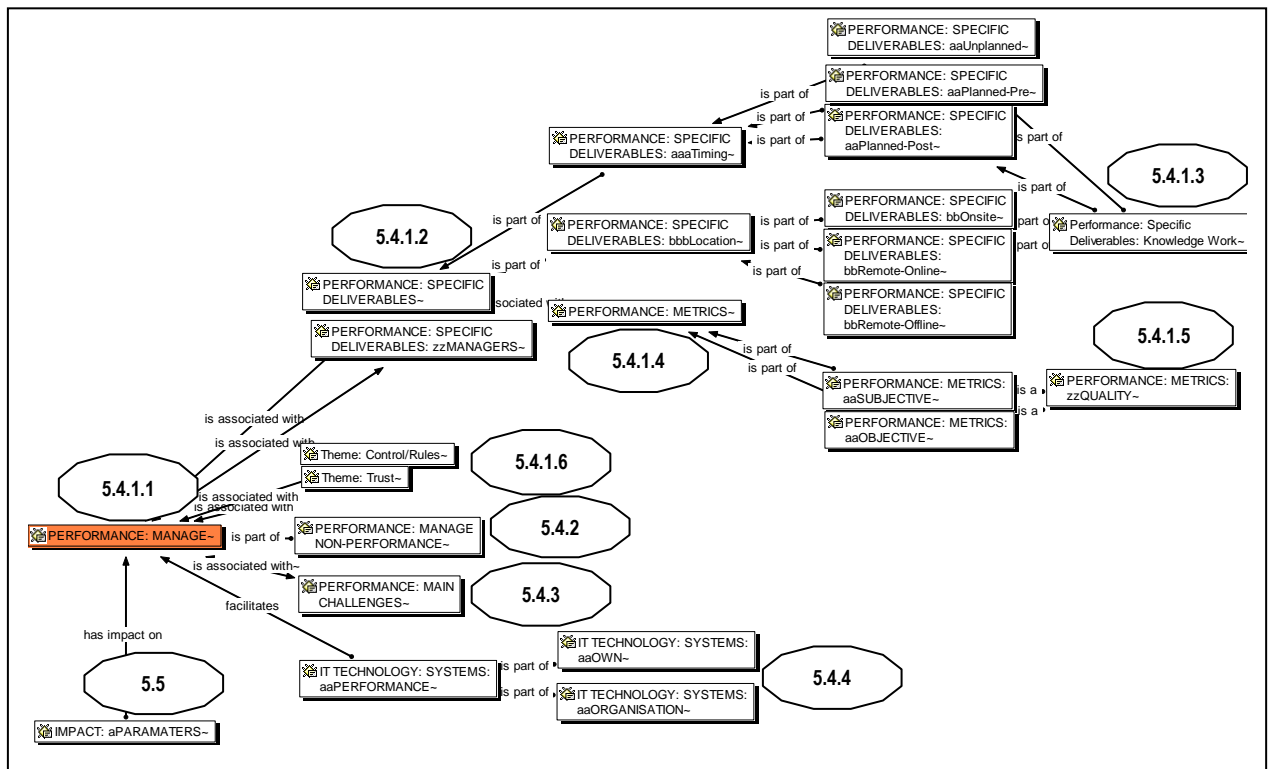 PERFORMANCE: SPECIFIC
DELIVERABLES: aaUnplanned~
PERFORMANCE: SPECIFIC
DELIVERABLES: aaPlanned-Pre~
is part of
is part of
PERFORMANCE: SPECIFIC
DELIVERABLES:
aaPlanned-Post~
is part of
s part of
PERFORMANCE: SPECIFIC
DELIVERABLES: aaaTiming~
5.4.1.3
is part of
PERFORMANCE: SPECIFIC
DELIVERABLES: bbOnsite~
is part of
is part of
PERFORMANCE: SPECIFIC
DELIVERABLES: bbbLocation~
part o
Performance: Specific
Deliverables: Knowledge Work~
5.4.1.2
is part of
PERFORMANCE: SPECIFIC
DELIVERABLES:
bbRemote-Online~
part o
is part of
is part of
PERFORMANCE: SPECIFIC
DELIVERABLES~
PERFORMANCE: SPECIFIC
DELIVERABLES:
bbRemote-Offline~
ssociated wi
PERFORMANCE: METRICS~
PERFORMANCE: SPECIFIC
DELIVERABLES: zzMANAGERS~
5.4.1.5
5.4.1.4
is part of
is part of
PERFORMANCE: METRICS:
aaSUBJECTIVE~
is a
PERFORMANCE: METRICS:
zzQUALITY~
is a
PERFORMANCE: METRICS:
aaOBJECTIVE~
is associated with
is associated with
Theme: Control/Rules~
5.4.1.6
Theme: Trust~
5.4.1.1
is associated with
is associated with
PERFORMANCE: MANAGE~
is part of
PERFORMANCE: MANAGE
NON-PERFORMANCE~
5.4.2
is associated with~
PERFORMANCE: MAIN
CHALLENGES~
5.4.3
facilitates
has impact on
IT TECHNOLOGY: SYSTEMS:
aaOWN~
is part of
5.5
IT TECHNOLOGY: SYSTEMS:
aaPERFORMANCE~
5.4.4
is part of
IT TECHNOLOGY: SYSTEMS:
aaORGANISATION~
IMPACT: aPARAMATERS~